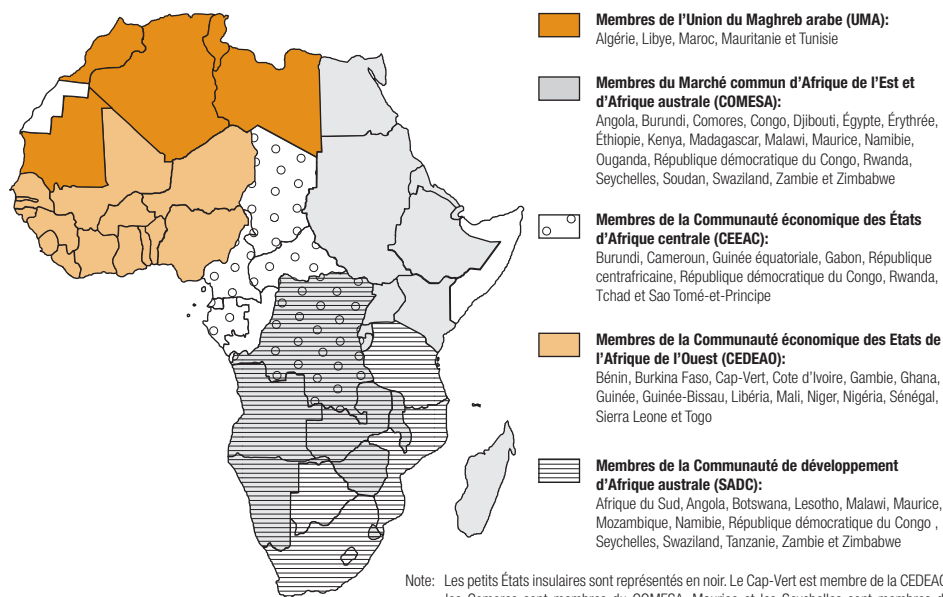 Membres de l'Union du Maghreb arabe (UMA):
Algérie, Libye, Maroc, Mauritanie et Tunisie
Membres du Marché commun d'Afrique de l'Est et
d'Afrique australe (COMESA):
Angola, Burundi, Comores, Congo, Djibouti, Égypte, Érythrée,
Éthiopie, Kenya, Madagascar, Malawi, Maurice, Namibie,
Ouganda, République démocratique du Congo, Rwanda,
Seychelles, Soudan, Swaziland, Zambie et Zimbabwe
Membres de la Communauté économique des États
d'Afrique centrale (CEEAC):
Burundi, Cameroun, Guinée équatoriale, Gabon, République
centrafricaine, République démocratique du Congo, Rwanda,
Tchad et Sao Tomé-et-Principe
Membres de la Communauté économique des Etats de
l'Afrique de l'Ouest (CEDEAO):
Bénin, Burkina Faso, Cap-Vert, Cote d'Ivoire, Gambie, Ghana,
Guinée, Guinée-Bissau, Libéria, Mali, Niger, Nigéria, Sénégal,
Sierra Leone et Togo
Membres de la Communauté de développement
d'Afrique australe (SADC):
Afrique du Sud, Angola, Botswana, Lesotho, Malawi, Maurice,
Mozambique, Namibie, République démocratique du Congo ,
Seychelles, Swaziland, Tanzanie, Zambie et Zimbabwe
Note: Les petits États insulaires sont représentés en noir. Le Cap-Vert est membre de la CEDEAO